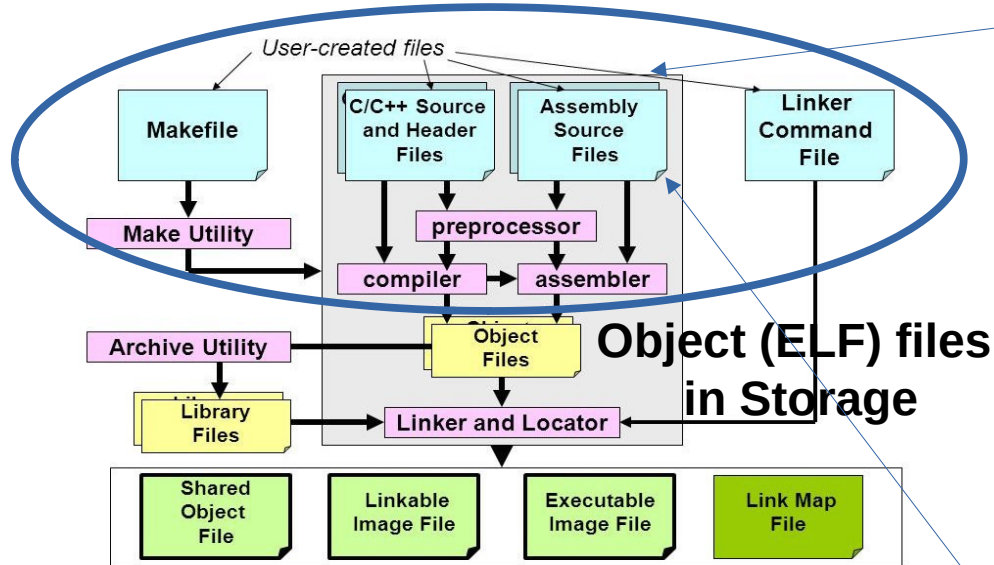 User-created files
Makefile
C/C++ Source
and Header
Files
Assembly
Source
Files
Linker
Command
File
preprocessor
Make Utility
compiler
assembler
Archive Utility
Object
Files
Object (ELF) files
in Storage
Library
Files
Linker and Locator
Shared
Object
File
Linkable
Image File
Executable
Image File
Link Map
File